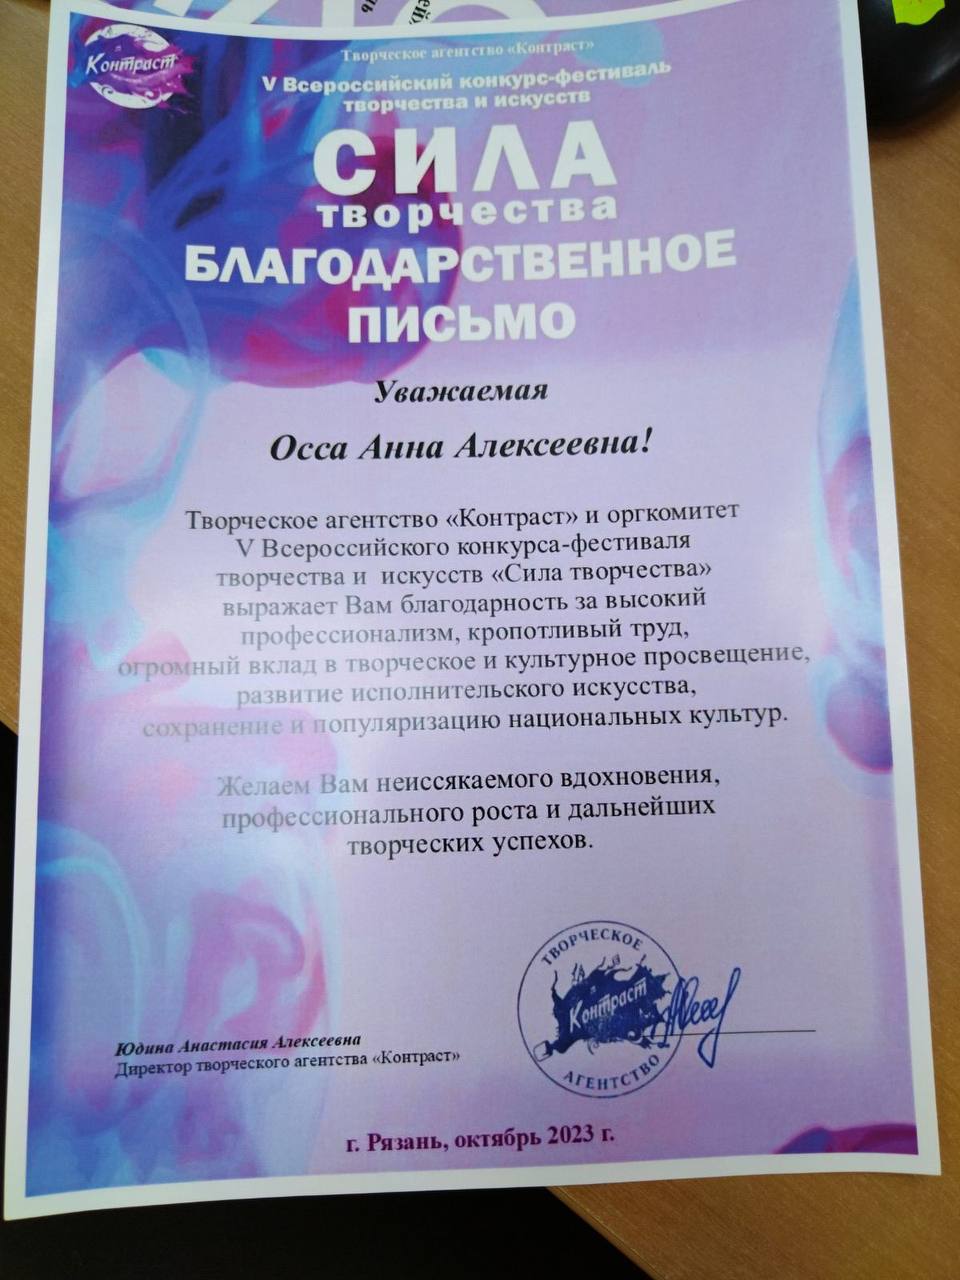 Контраст
Творческое агентство «Контраст»
V Всероссийский конкурс-фестиваль
творчества и искусств
СИЛА
творчества
БЛАГОДАРСТВЕННОЕ
ПИСЬМО
Уважаемая
Осса Анна Алексеевна!
Творческое агентство «Контраст» и оргкомитет
V Всероссийского конкурса-фестиваля
творчества и искусств «Сила творчества»
выражает Вам благодарность за высокий
профессионализм, кропотливый труд,
огромный вклад в творческое и культурное просвещение,
развитие исполнительского искусства,
сохранение и популяризацию национальных культур.
Желаем Вам неиссякаемого вдохновения,
профессионального роста и дальнейших
творческих успехов.
ТВОРЧЕСКОЕ
Контраст
АГЕНТСТВО
Юдина Анастасия Алексеевна
Директор творческого агентства «Контраст»
г. Рязань, октябрь 2023 г.